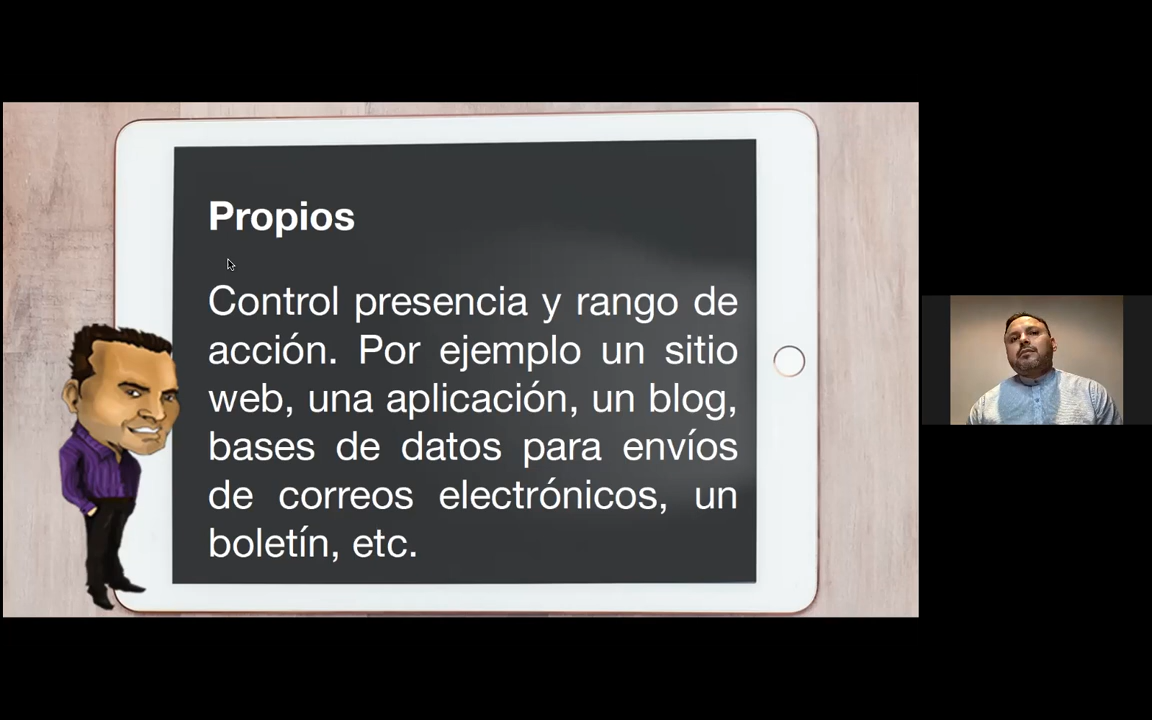 Propios
Control presencia y rango de
acción. Por ejemplo un sitio
web, una aplicación, un blog,
bases de datos para envíos
de correos electrónicos, un
boletín, etc.